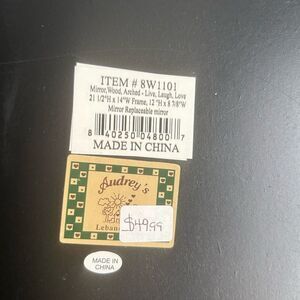 ITEM # 8W1101
Mirror,Wood, Arched - Live, Laugh, Love
21 1/2"H x 14"W Frame, 12 "H x 8 7/8"W
Mirror Replaceable mirror
8 40250 04800 7
MADE IN CHINA
Audrey's
Leban
$49.99
MADE IN
CHINA